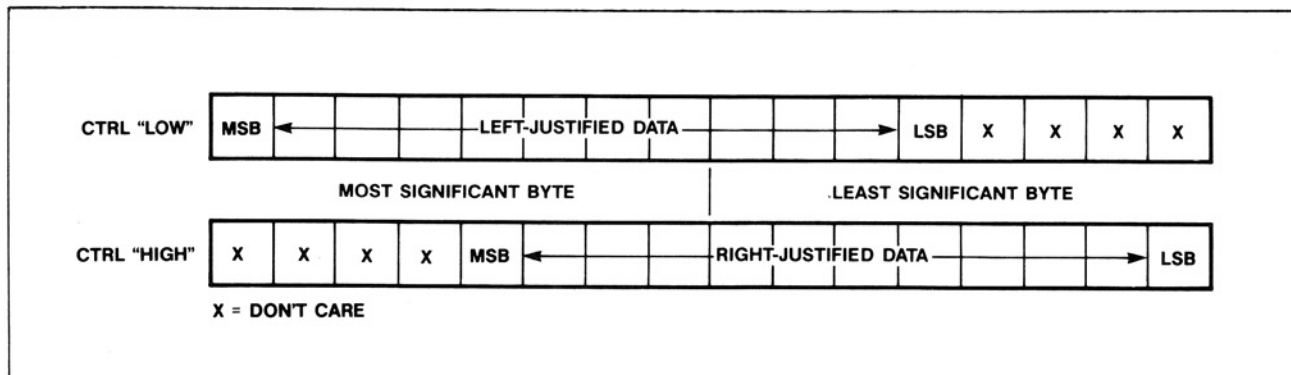 CTRL “LOW” MSB LEFT-JUSTIFIED DATA LSB X X X X
MOST SIGNIFICANT BYTE LEAST SIGNIFICANT BYTE
CTRL “HIGH” X X X X MSB RIGHT-JUSTIFIED DATA LSB
X = DON'T CARE